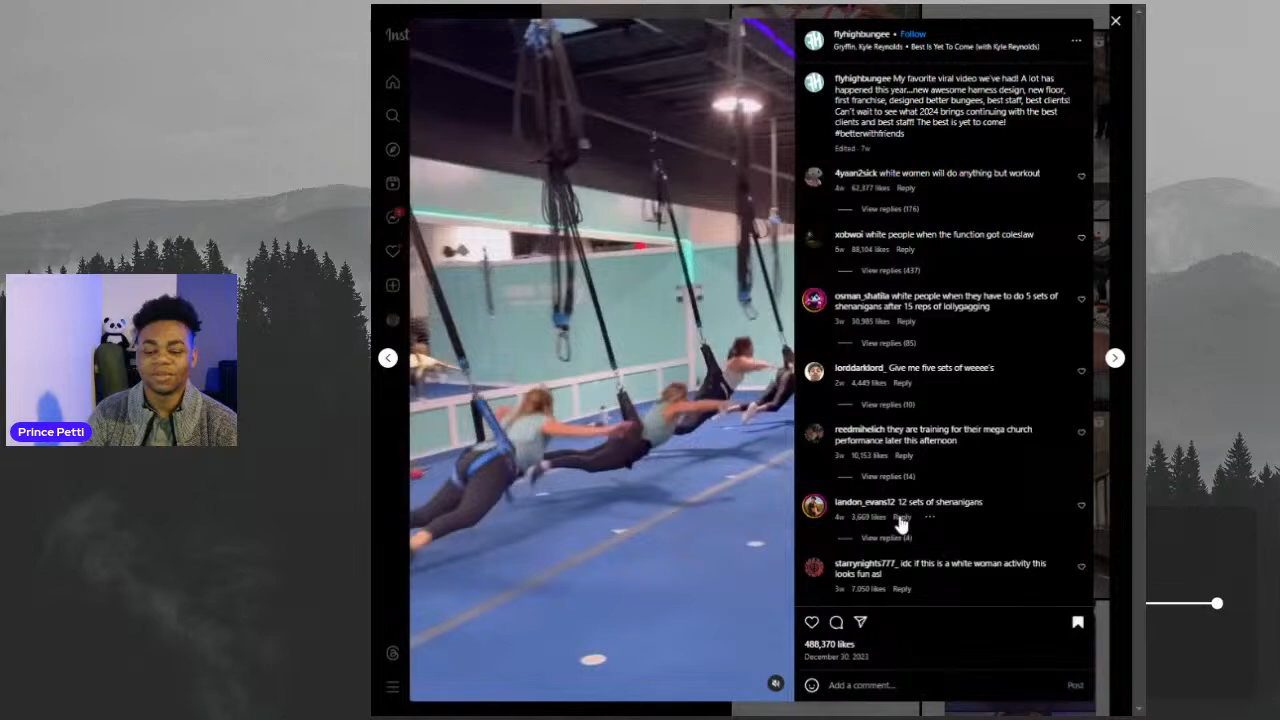 Inst
flyhighbungee • Follow
Gryffin, Kyle Reynolds • Best Is Yet To Come (with Kyle Reynolds)
flyhighbungee My favorite viral video we've had! A lot has
happened this year...new awesome harness design, new floor,
first franchise, designed better bungees, best staff, best clients!
Can't wait to see what 2024 brings continuing with the best
clients and best staff! The best is yet to come!
#betterwithfriends
Edited · 7w
4yaan2sick white women will do anything but workout
4w 62,377 likes Reply
View replies (176)
xobwoi white people when the function got coleslaw
6w 88,104 likes Reply
View replies (437)
osman_shatila white people when they have to do 5 sets of
shenanigans after 15 reps of lollygagging
3w 30,985 likes Reply
View replies (85)
lorddarklord_ Give me five sets of weeee's
2w 4,449 likes Reply
View replies (10)
reedmihelich they are training for their mega church
performance later this afternoon
3w 10,153 likes Reply
View replies (14)
landon_evans12 12 sets of shenanigans
4w 3,669 likes Reply
View replies (4)
starrynights777_ idc if this is a white woman activity this
looks fun asl
3w 7,050 likes Reply
488,370 likes
December 30, 2023
Add a comment...
Post
Prince Petti